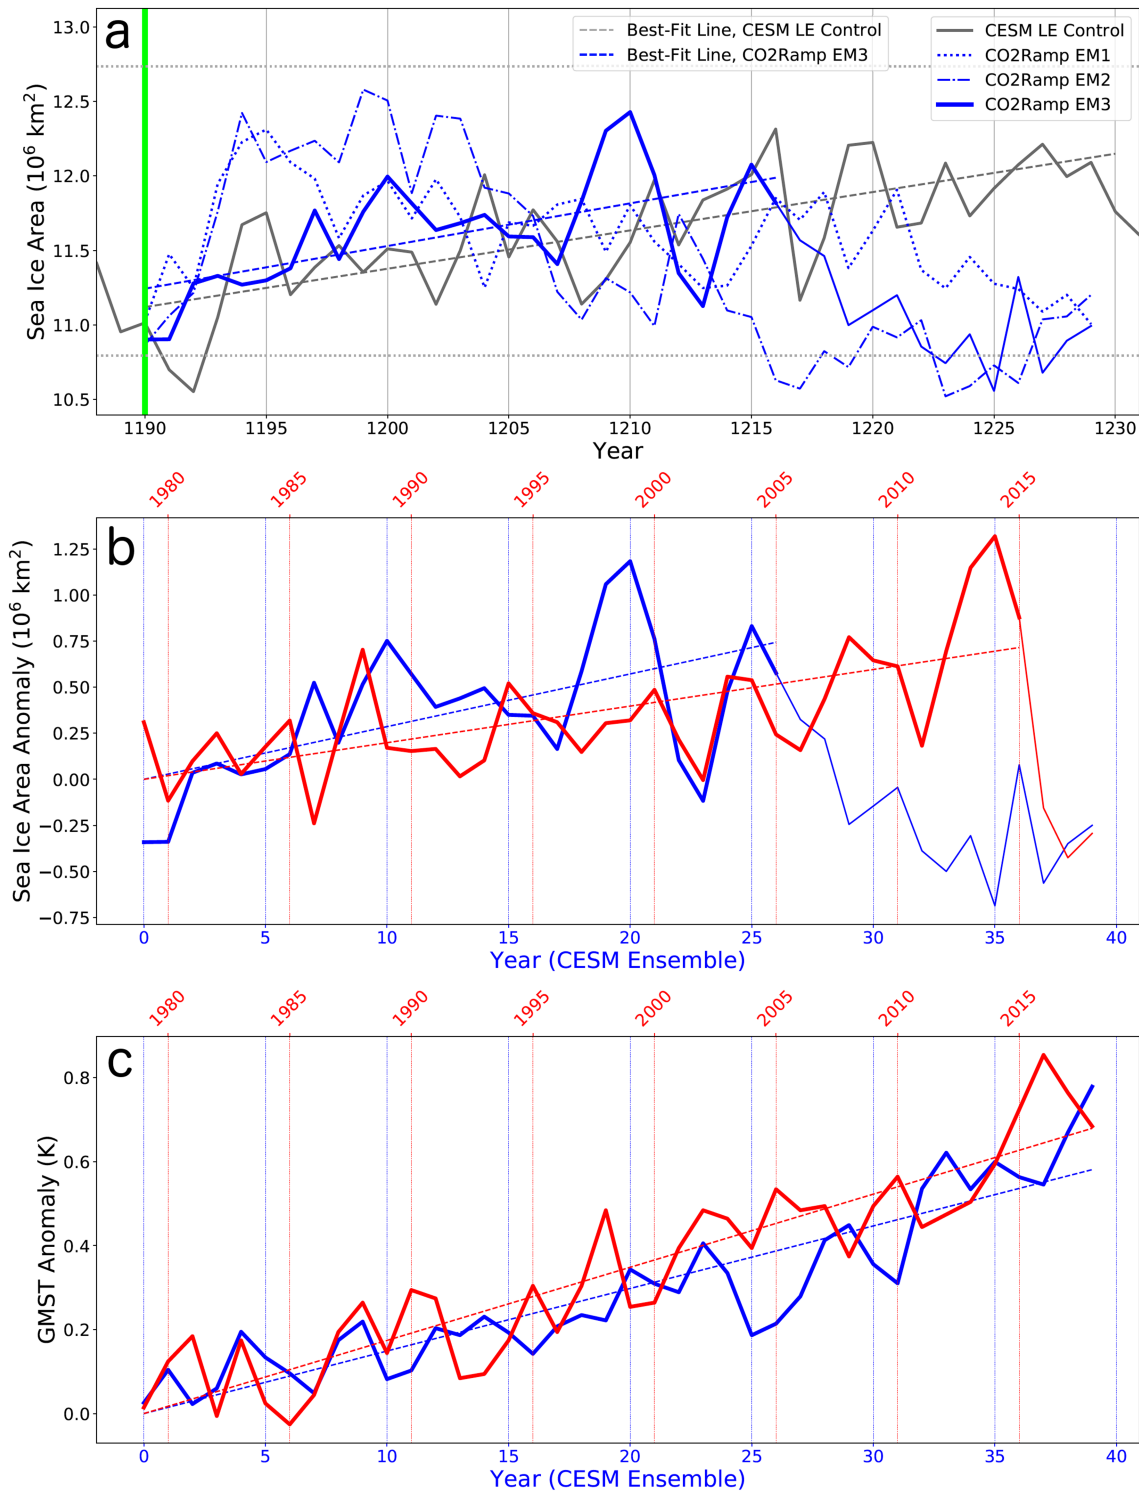 a
Best-Fit Line, CESM LE Control
Best-Fit Line, CO2Ramp EM3
CESM LE Control
CO2Ramp EM1
CO2Ramp EM2
CO2Ramp EM3
Sea Ice Area (10⁶ km²)
13.0
12.5
12.0
11.5
11.0
10.5
1190 1195 1200 1205 1210 1215 1220 1225 1230
Year
1980 1985 1990 1995 2000 2005 2010 2015
b
Sea Ice Area Anomaly (10⁶ km²)
1.25
1.00
0.75
0.50
0.25
0.00
−0.25
−0.50
−0.75
0 5 10 15 20 25 30 35 40
Year (CESM Ensemble)
1980 1985 1990 1995 2000 2005 2010 2015
c
GMST Anomaly (K)
0.8
0.6
0.4
0.2
0.0
0 5 10 15 20 25 30 35 40
Year (CESM Ensemble)